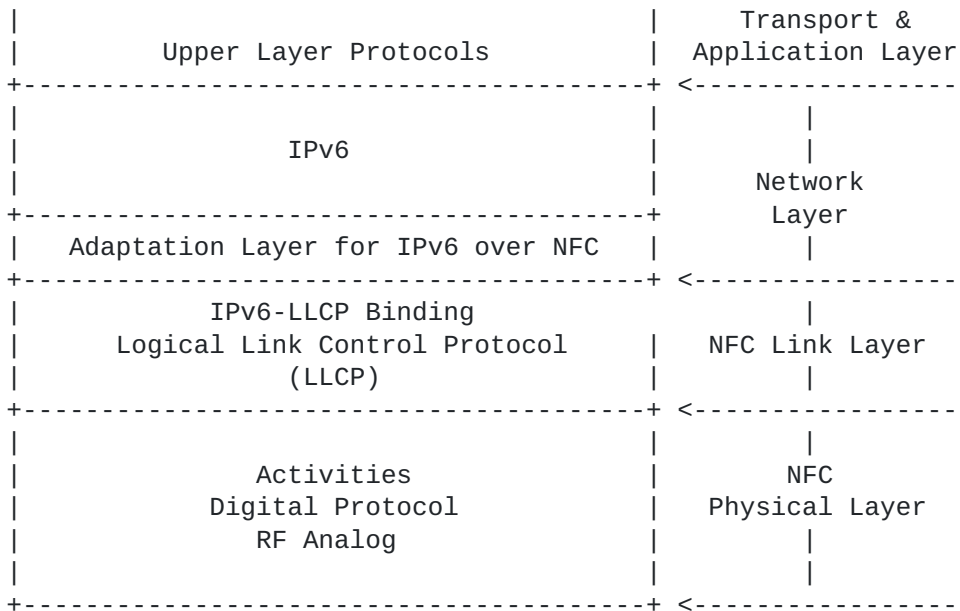 |                                        |     Transport &
|         Upper Layer Protocols          |  Application Layer
+----------------------------------------+ <-----------------
|                                        |         |
|                 IPv6                   |         |
|                                        |      Network
+----------------------------------------+       Layer
|   Adaptation Layer for IPv6 over NFC   |         |
+----------------------------------------+ <-----------------
|            IPv6-LLCP Binding                     |
|      Logical Link Control Protocol     |   NFC Link Layer
|                 (LLCP)                 |         |
+----------------------------------------+ <-----------------
|                                        |         |
|               Activities               |        NFC
|            Digital Protocol            |   Physical Layer
|               RF Analog                |         |
|                                        |         |
+----------------------------------------+ <-----------------